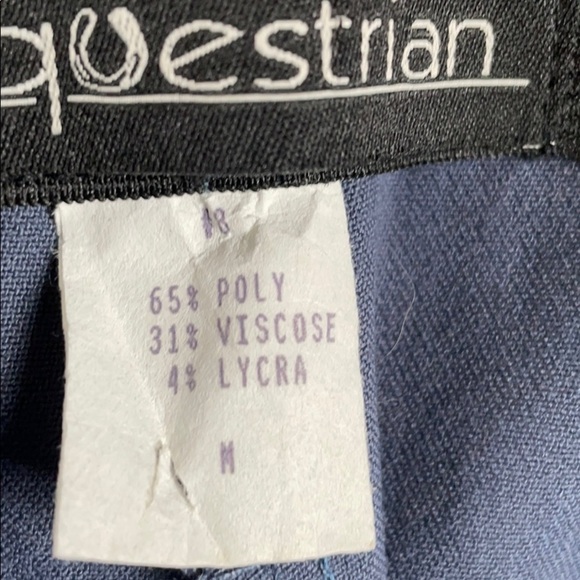 questrian
18
65% POLY
31% VISCOSE
4% LYCRA
M